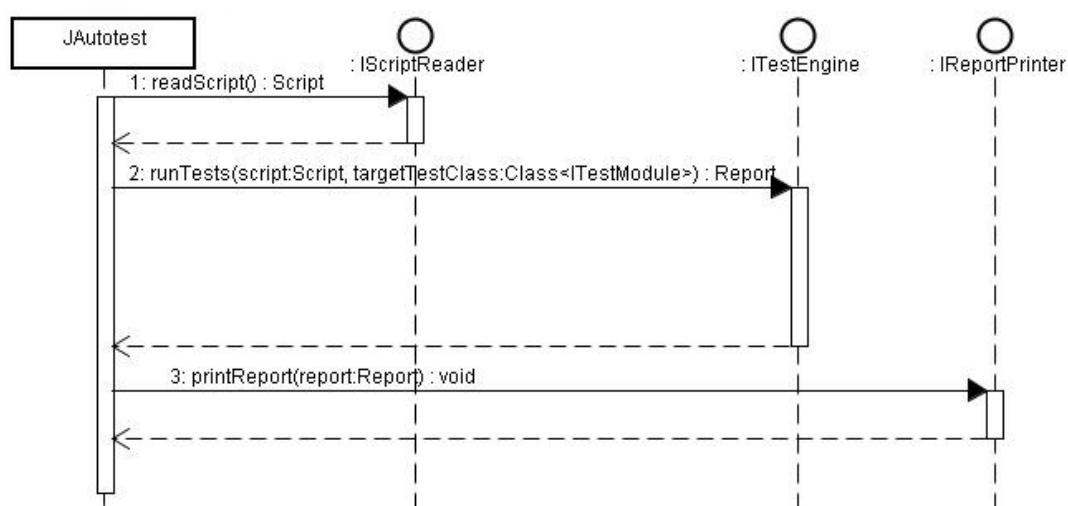 JAutotest
: IScriptReader
: ITestEngine
: IReportPrinter
1: readScript() : Script
2: runTests(script:Script, targetTestClass:Class<ITestModule>) : Report
3: printReport(report:Report) : void